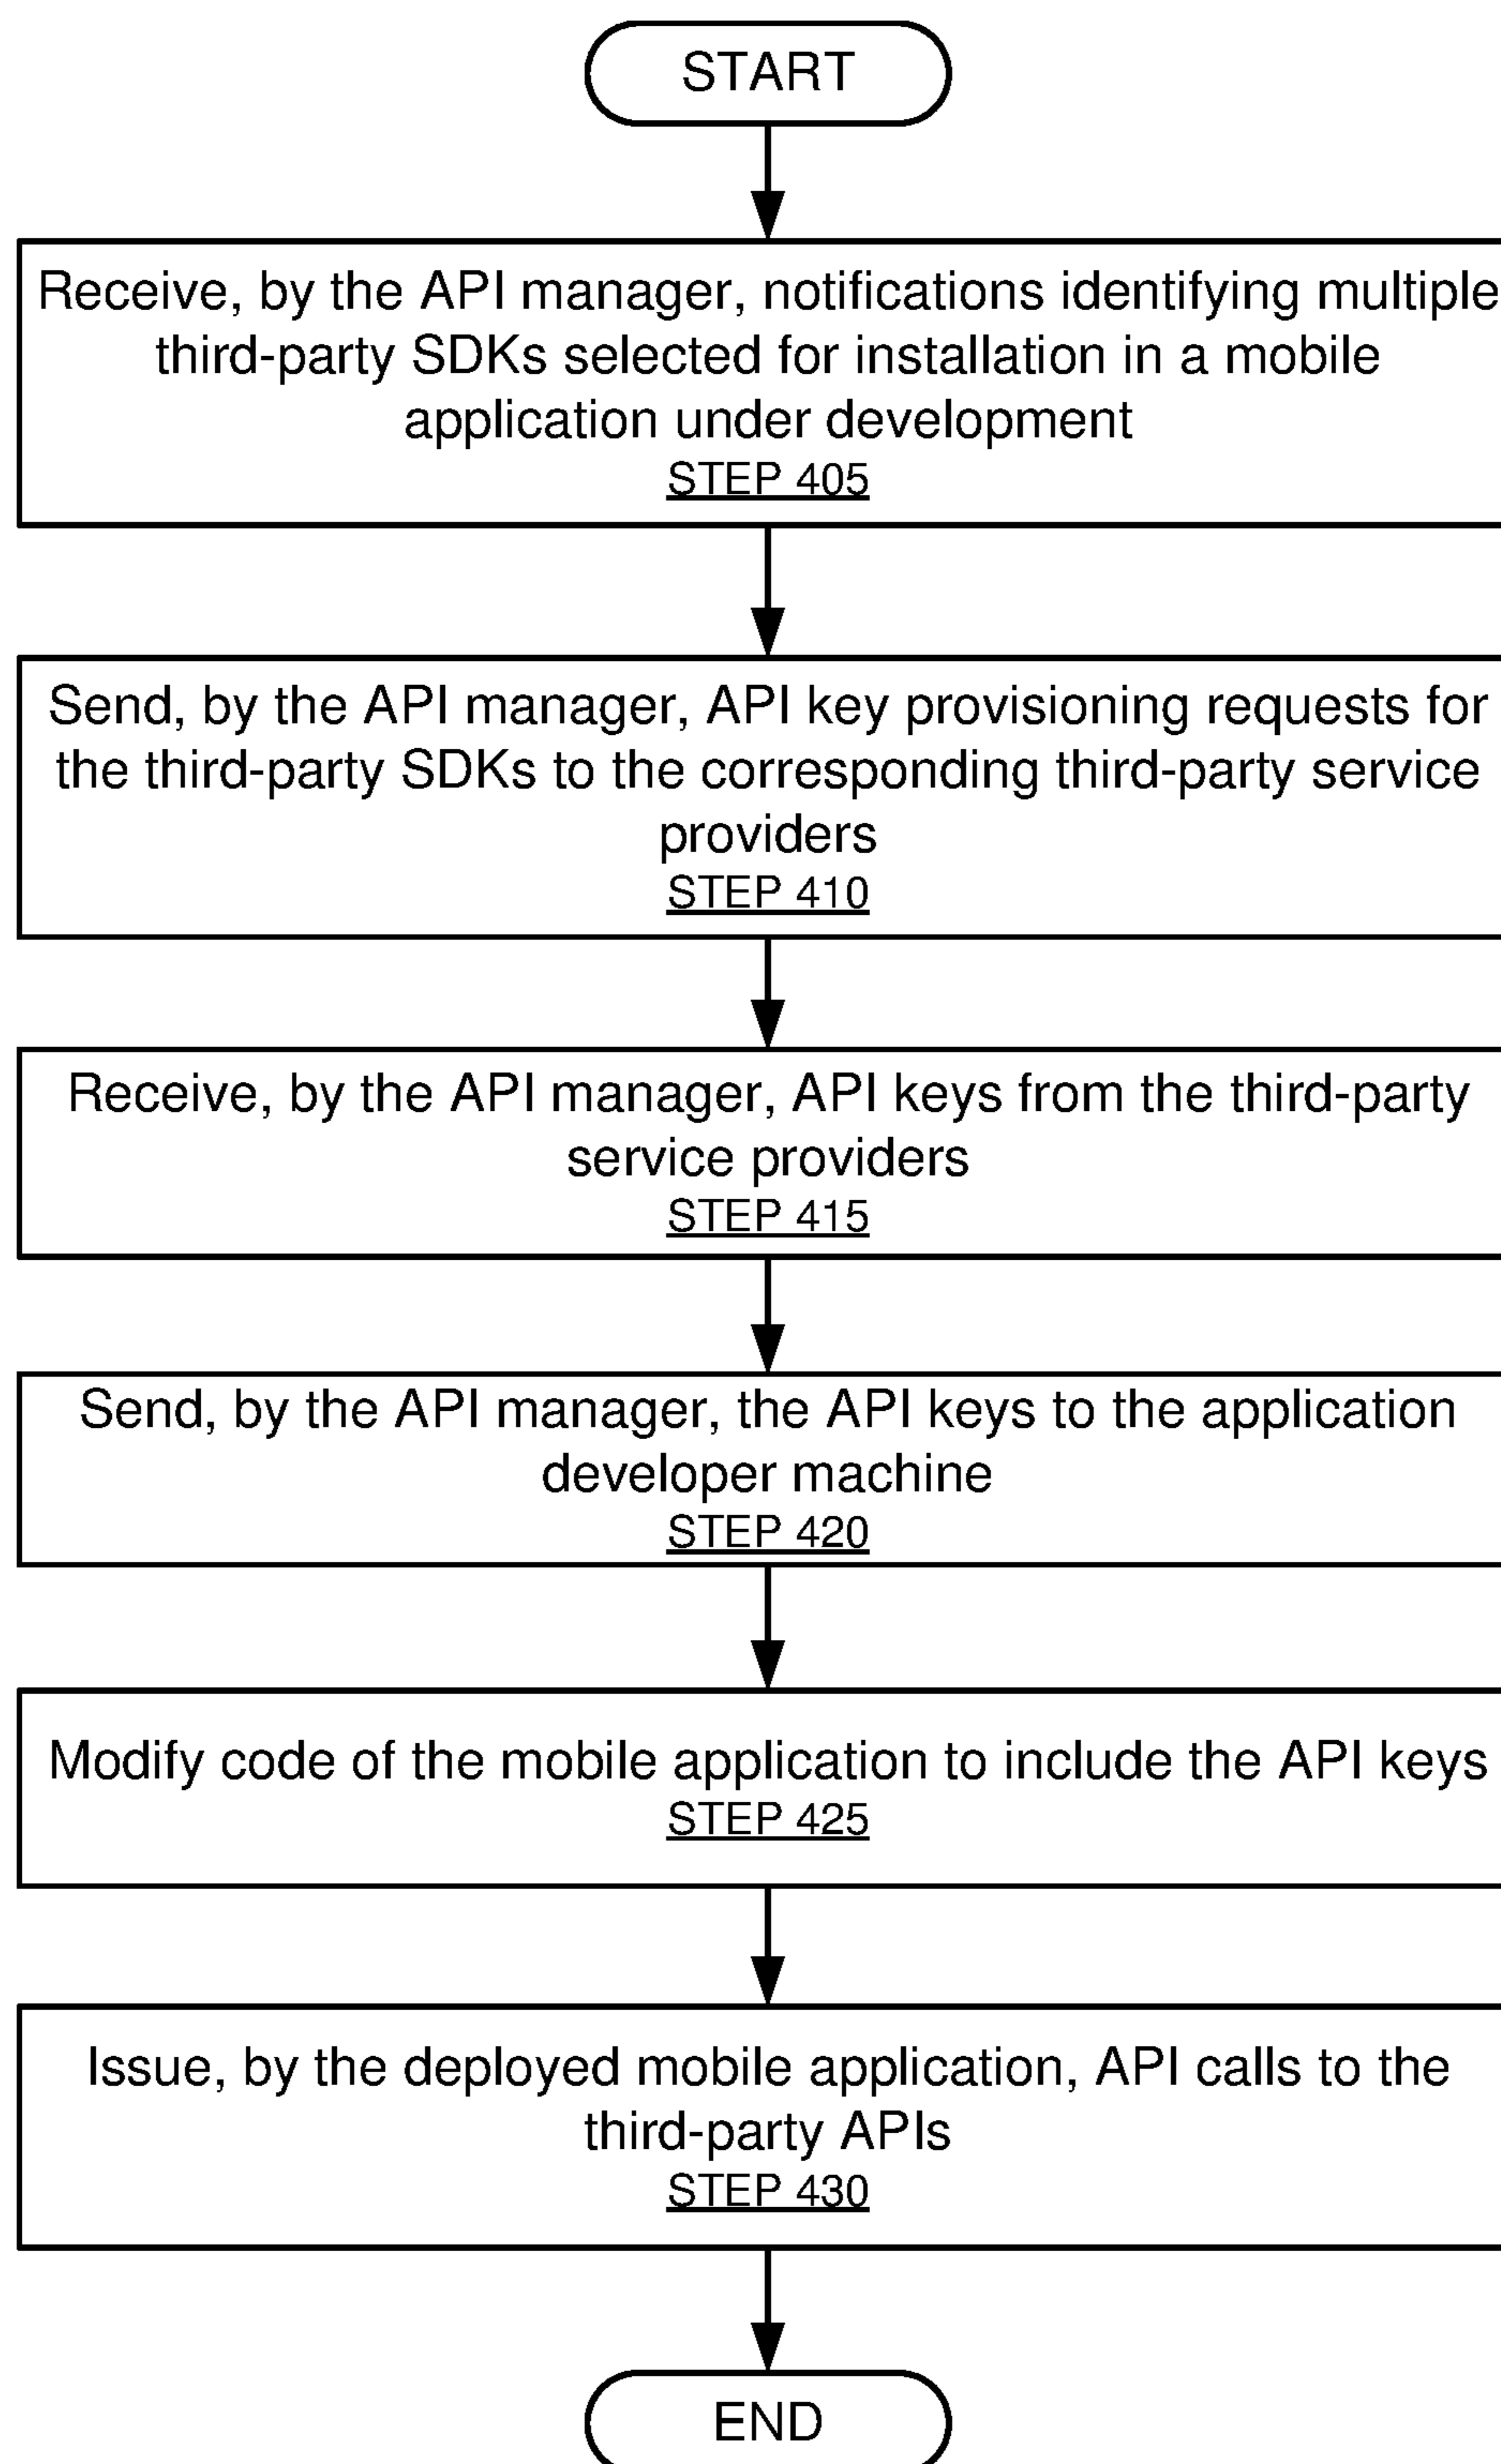 START
Receive, by the API manager, notifications identifying multiple
third-party SDKs selected for installation in a mobile
application under development
STEP 405
Send, by the API manager, API key provisioning requests for
the third-party SDKs to the corresponding third-party service
providers
STEP 410
Receive, by the API manager, API keys from the third-party
service providers
STEP 415
Send, by the API manager, the API keys to the application
developer machine
STEP 420
Modify code of the mobile application to include the API keys
STEP 425
Issue, by the deployed mobile application, API calls to the
third-party APIs
STEP 430
END